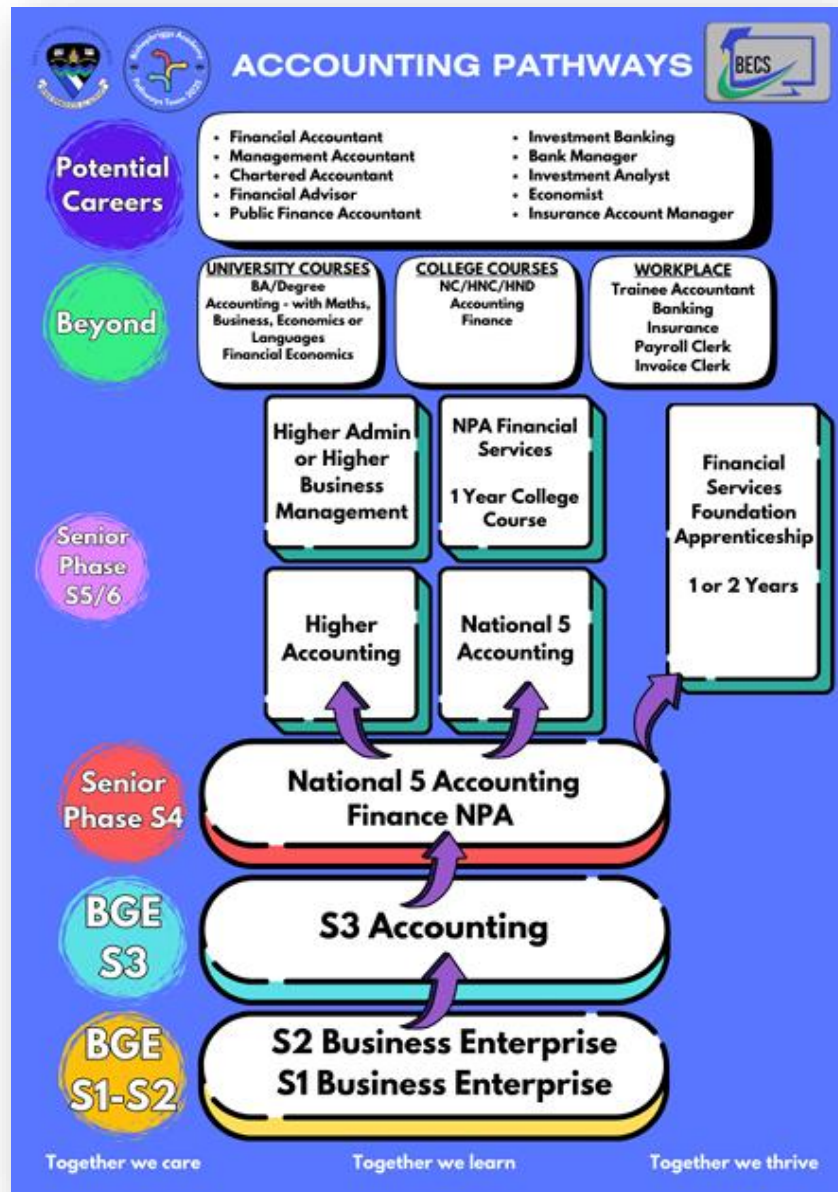 ACCOUNTING PATHWAYS
BECS
Pathways Team 2025
Potential
Careers
• Financial Accountant
• Management Accountant
• Chartered Accountant
• Financial Advisor
• Public Finance Accountant
• Investment Banking
• Bank Manager
• Investment Analyst
• Economist
• Insurance Account Manager
Beyond
UNIVERSITY COURSES
BA/Degree
Accounting - with Maths,
Business, Economics or
Languages
Financial Economics
COLLEGE COURSES
NC/HNC/HND
Accounting
Finance
WORKPLACE
Trainee Accountant
Banking
Insurance
Payroll Clerk
Invoice Clerk
Senior
Phase
S5/6
Higher Admin
or Higher
Business
Management
NPA Financial
Services
1 Year College
Course
Financial
Services
Foundation
Apprenticeship
1 or 2 Years
Higher
Accounting
National 5
Accounting
Senior
Phase S4
National 5 Accounting
Finance NPA
BGE
S3
S3 Accounting
BGE
S1-S2
S2 Business Enterprise
S1 Business Enterprise
Together we care
Together we learn
Together we thrive